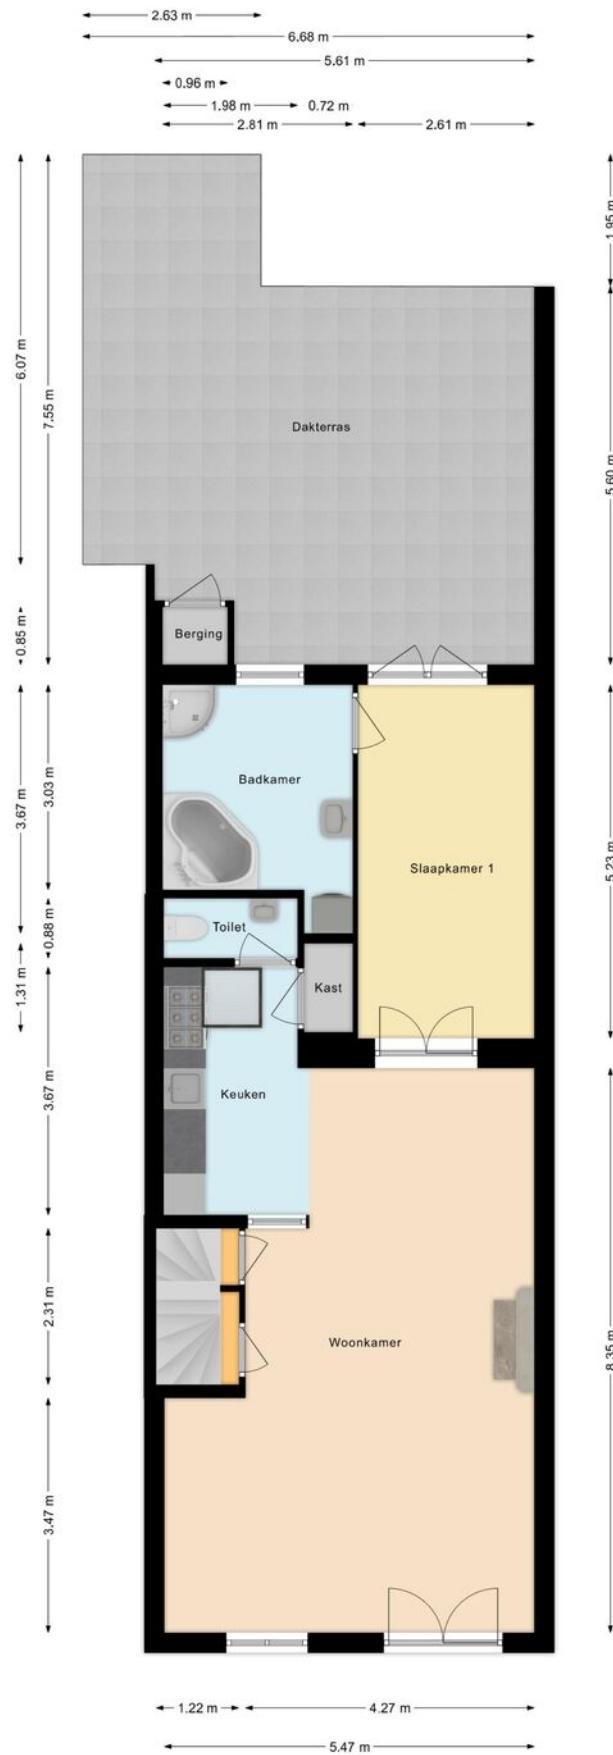 2.63 m
6.68 m
5.61 m
0.96 m
1.98 m 0.72 m
2.81 m 2.61 m
1.95 m
6.07 m
7.55 m
5.60 m
Dakterras
0.85 m
Berging
3.67 m
3.03 m
Badkamer
5.23 m
Slaapkamer 1
0.88 m
Toilet
1.31 m
Kast
3.67 m
Keuken
2.31 m
Woonkamer
8.35 m
3.47 m
1.22 m 4.27 m
5.47 m